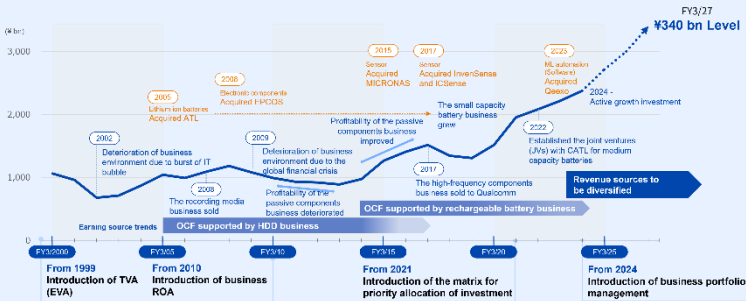 FY3/27
¥340 bn Level
(¥ bn)
3,000
2,000
1,000
0
2005
Lithium ion batteries
Acquired ATL
2008
Electronic components
Acquired EPCOS
2015
Sensor
Acquired
MICRONAS
2017
Sensor
Acquired InvenSense
and ICSense
2023
ML automation
(Software)
Acquired
Qeexo
2024 -
Active growth investment
2002
Deterioration of business
environment due to burst of IT
bubble
2008
The recording media
business sold
2009
Deterioration of business
environment due to the
global financial crisis
Profitability of the
passive components
business deteriorated
Profitability of the passive
components business
improved
The small capacity
battery business
grew
2017
The high-frequency components
business sold to Qualcomm
2022
Established the joint ventures
(JVs) with CATL for medium
capacity batteries.
Revenue sources to
be diversified
Earning source trends
OCF supported by HDD business
OCF supported by rechargeable battery business
FY3/2000
FY3/05
FY3/10
FY3/15
FY3/20
FY3/25
From 1999
Introduction of TVA
(EVA)
From 2010
Introduction of business
ROA
From 2021
Introduction of the matrix for
priority allocation of investment
From 2024
Introduction of business portfolio
management